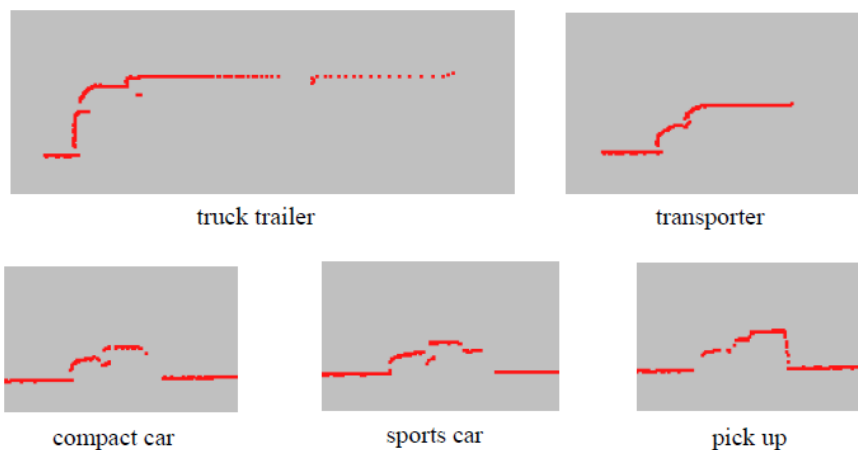 truck trailer
transporter
compact car
sports car
pick up